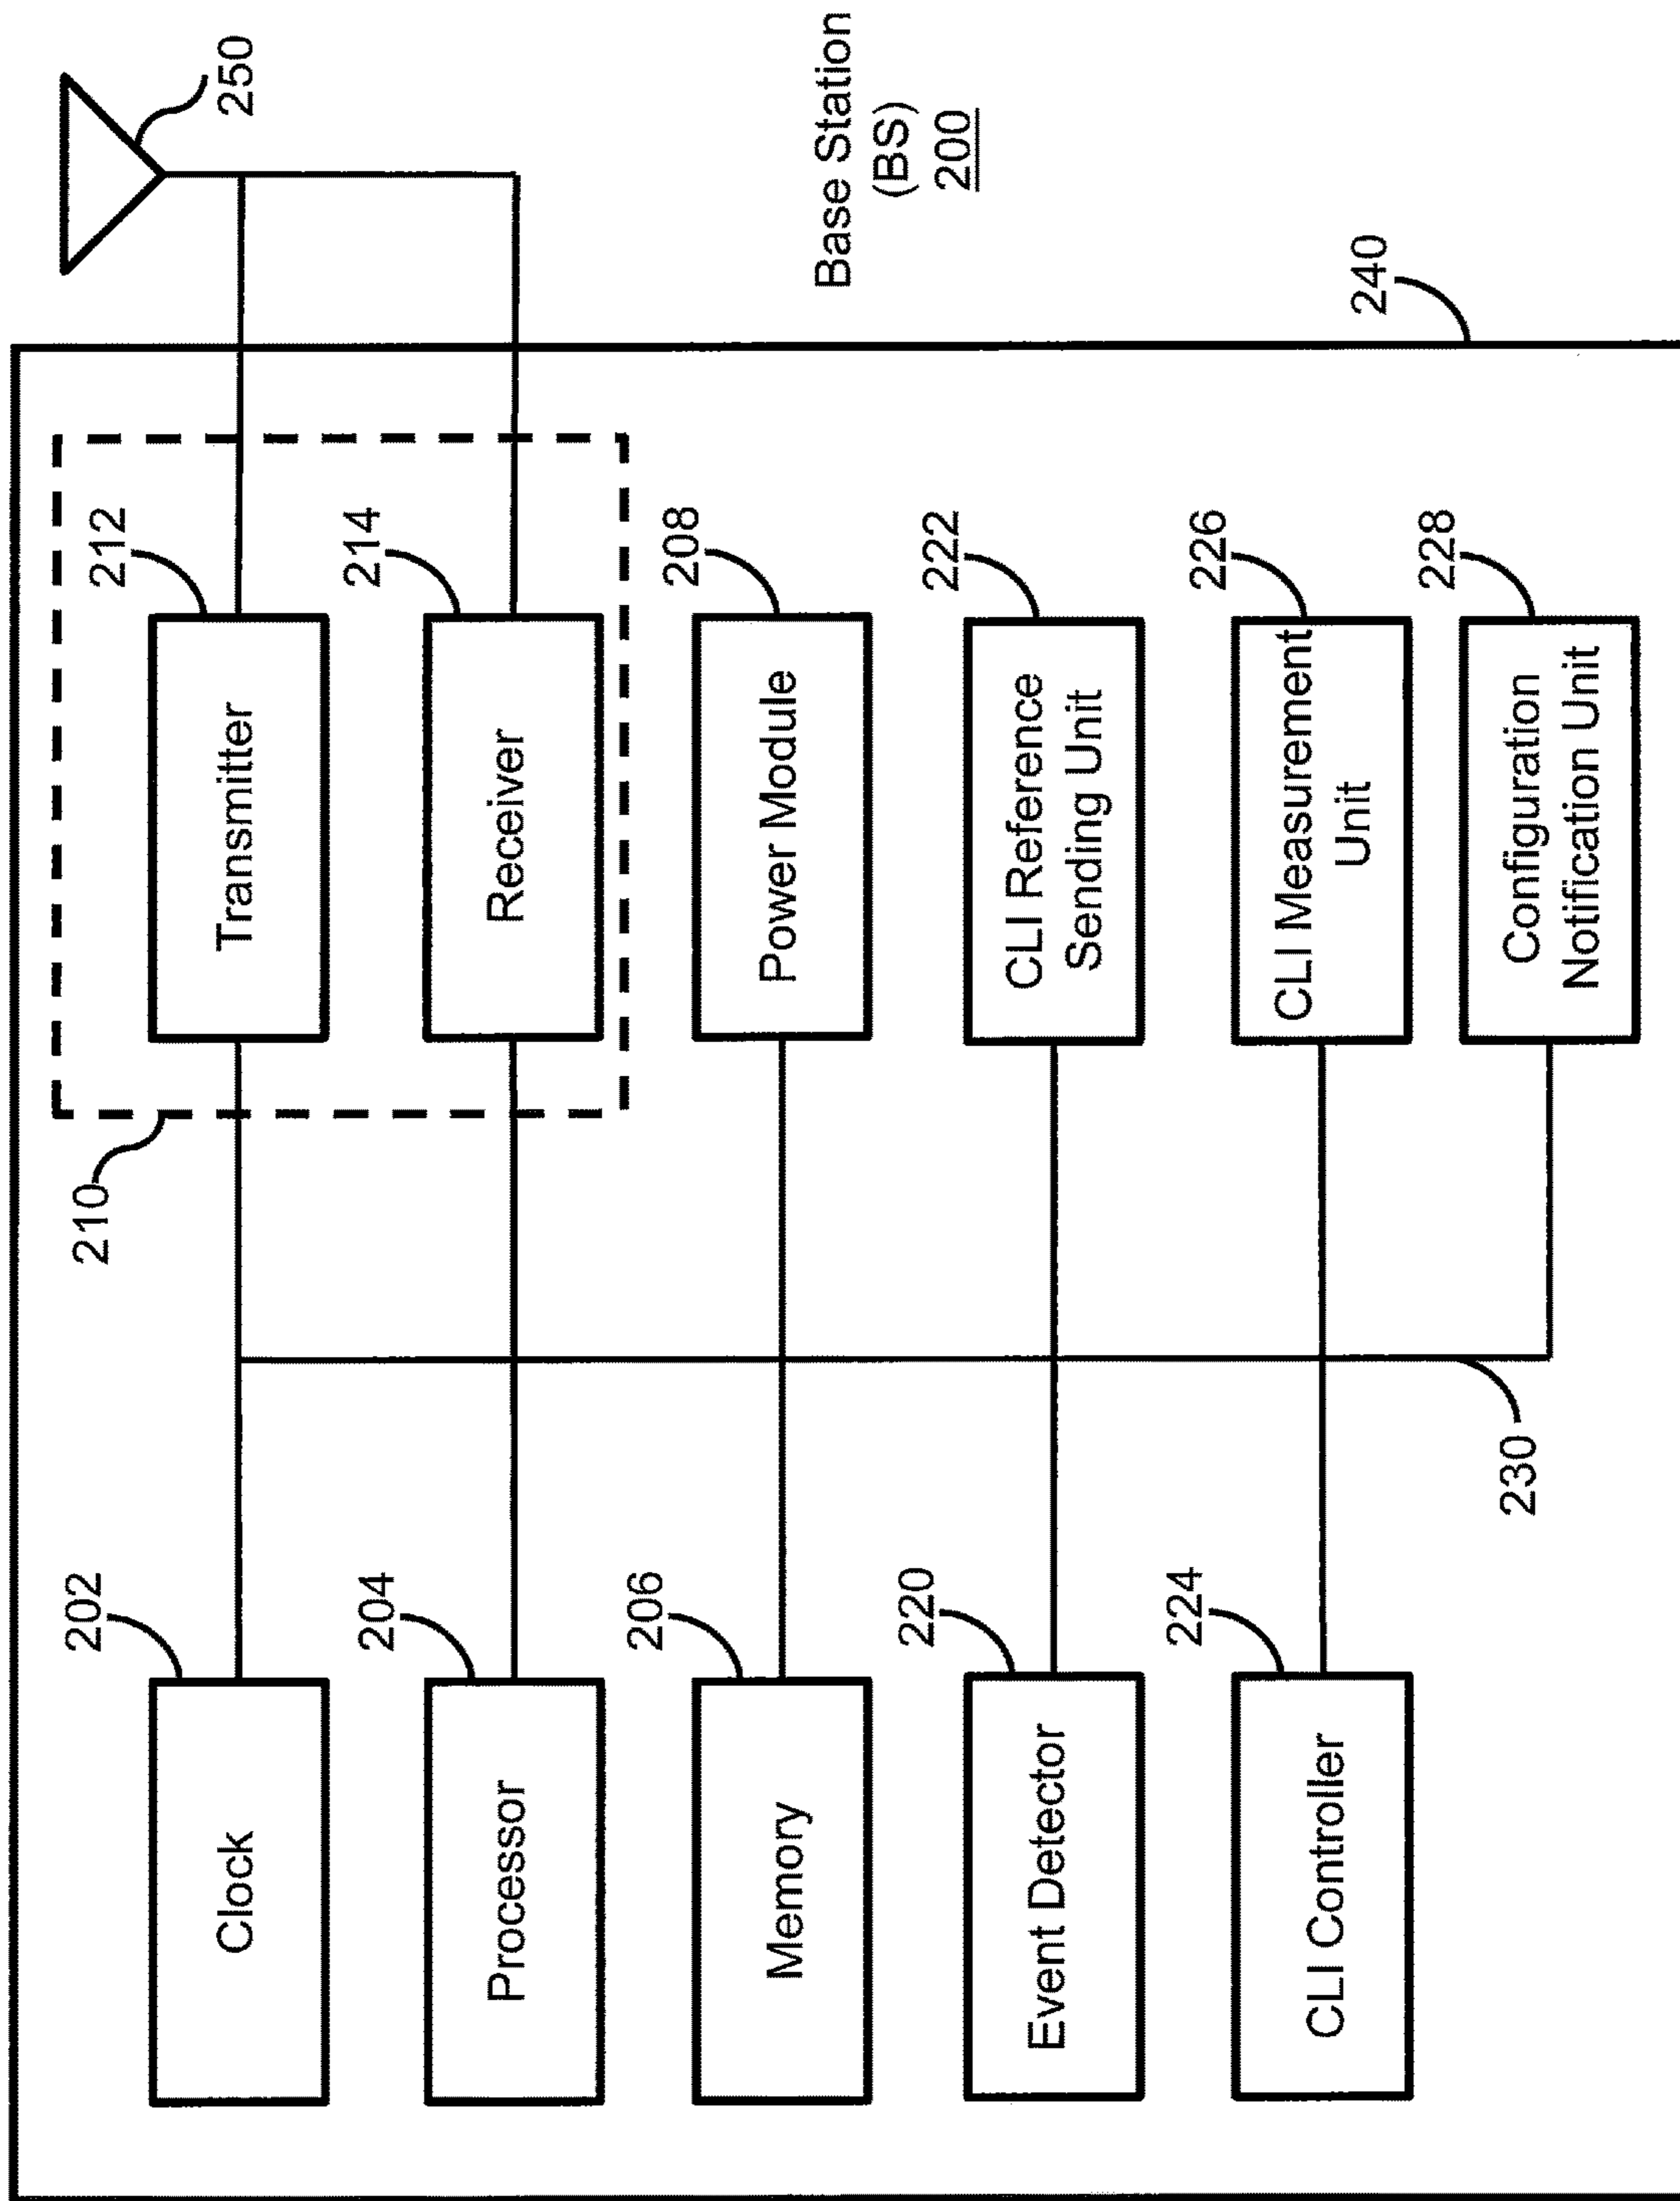 250
Base Station
(BS)
200
240
212
Transmitter
214
Receiver
210
208
Power Module
222
CLI Reference
Sending Unit
226
CLI Measurement
Unit
228
Configuration
Notification Unit
230
202
Clock
204
Processor
206
Memory
220
Event Detector
224
CLI Controller